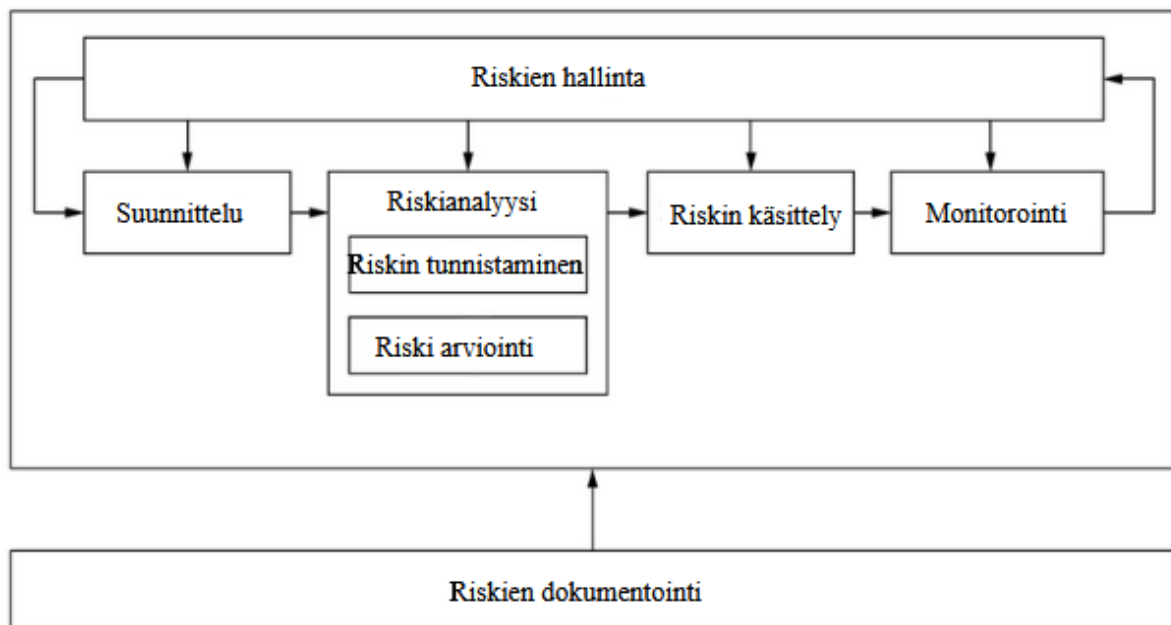 Riskien hallinta
Suunnittelu
Riskianalyysi
Riskin tunnistaminen
Riski arviointi
Riskin käsittely
Monitorointi
Riskien dokumentointi